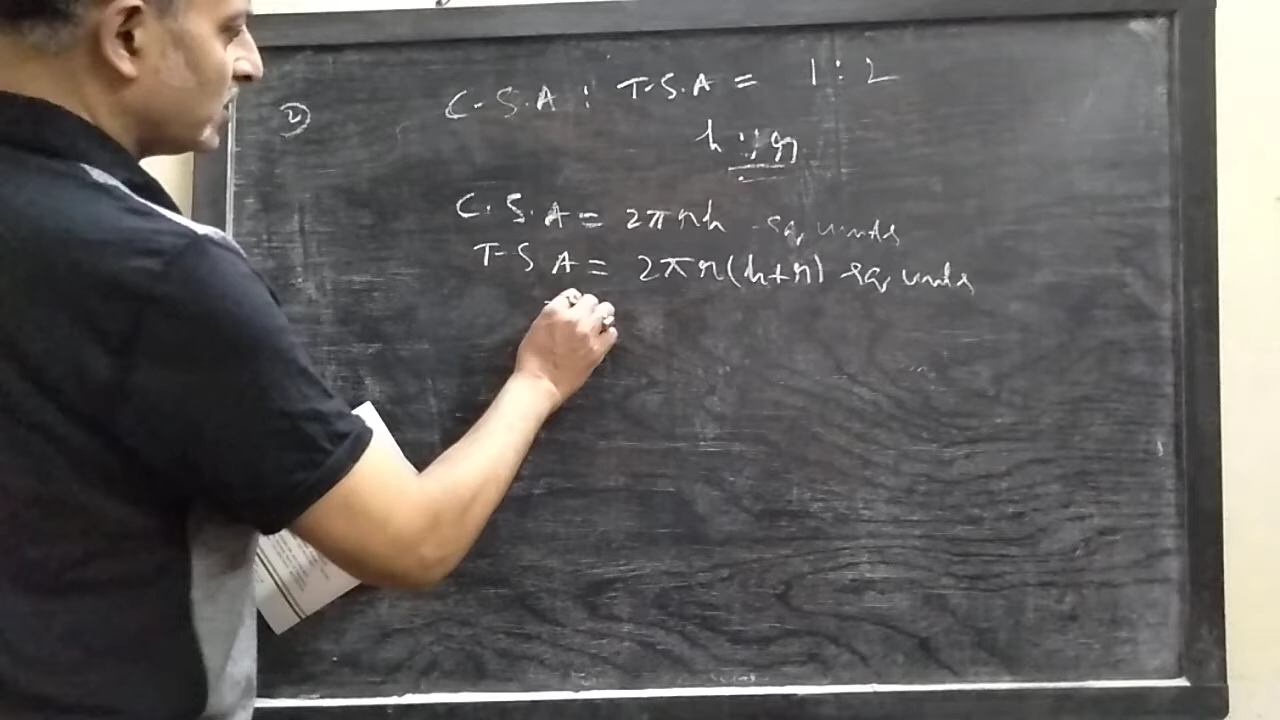 2) C.S.A : T.S.A = 1:2
h : r
C.S.A = 2πrh sq units
T.S.A = 2πr(h+r) sq units